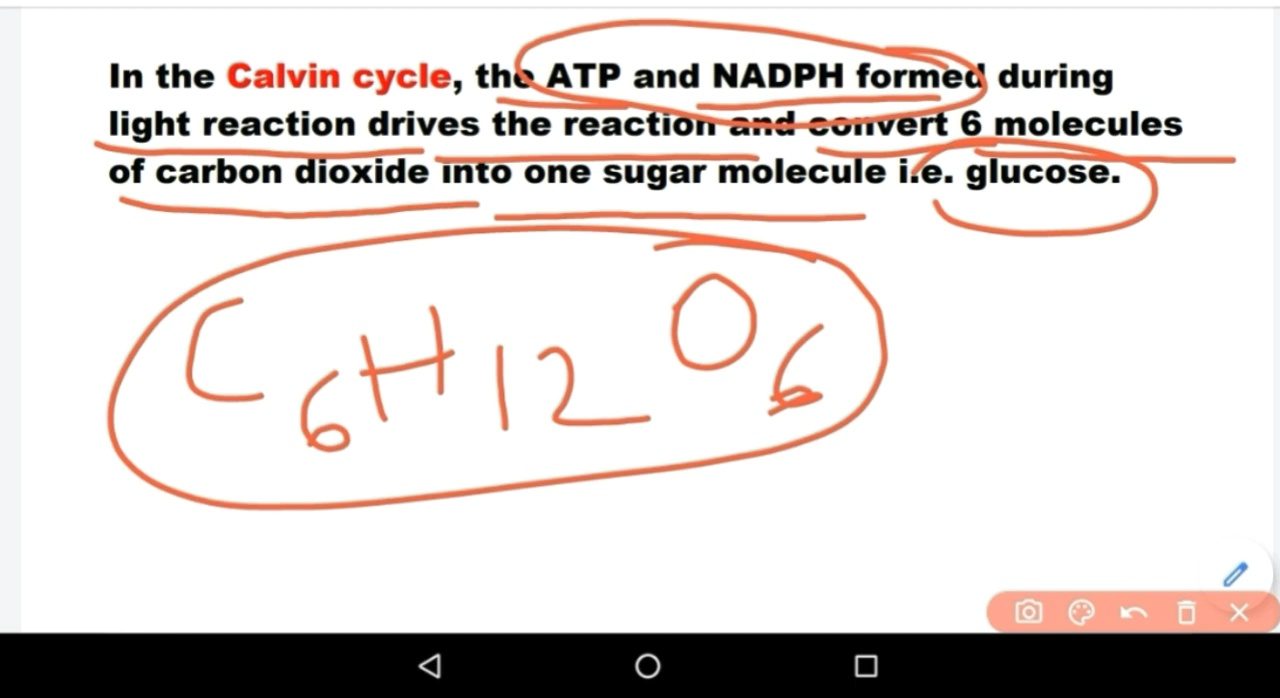 In the Calvin cycle, the ATP and NADPH formed during
light reaction drives the reaction and convert 6 molecules
of carbon dioxide into one sugar molecule i.e. glucose.
C6H12O6